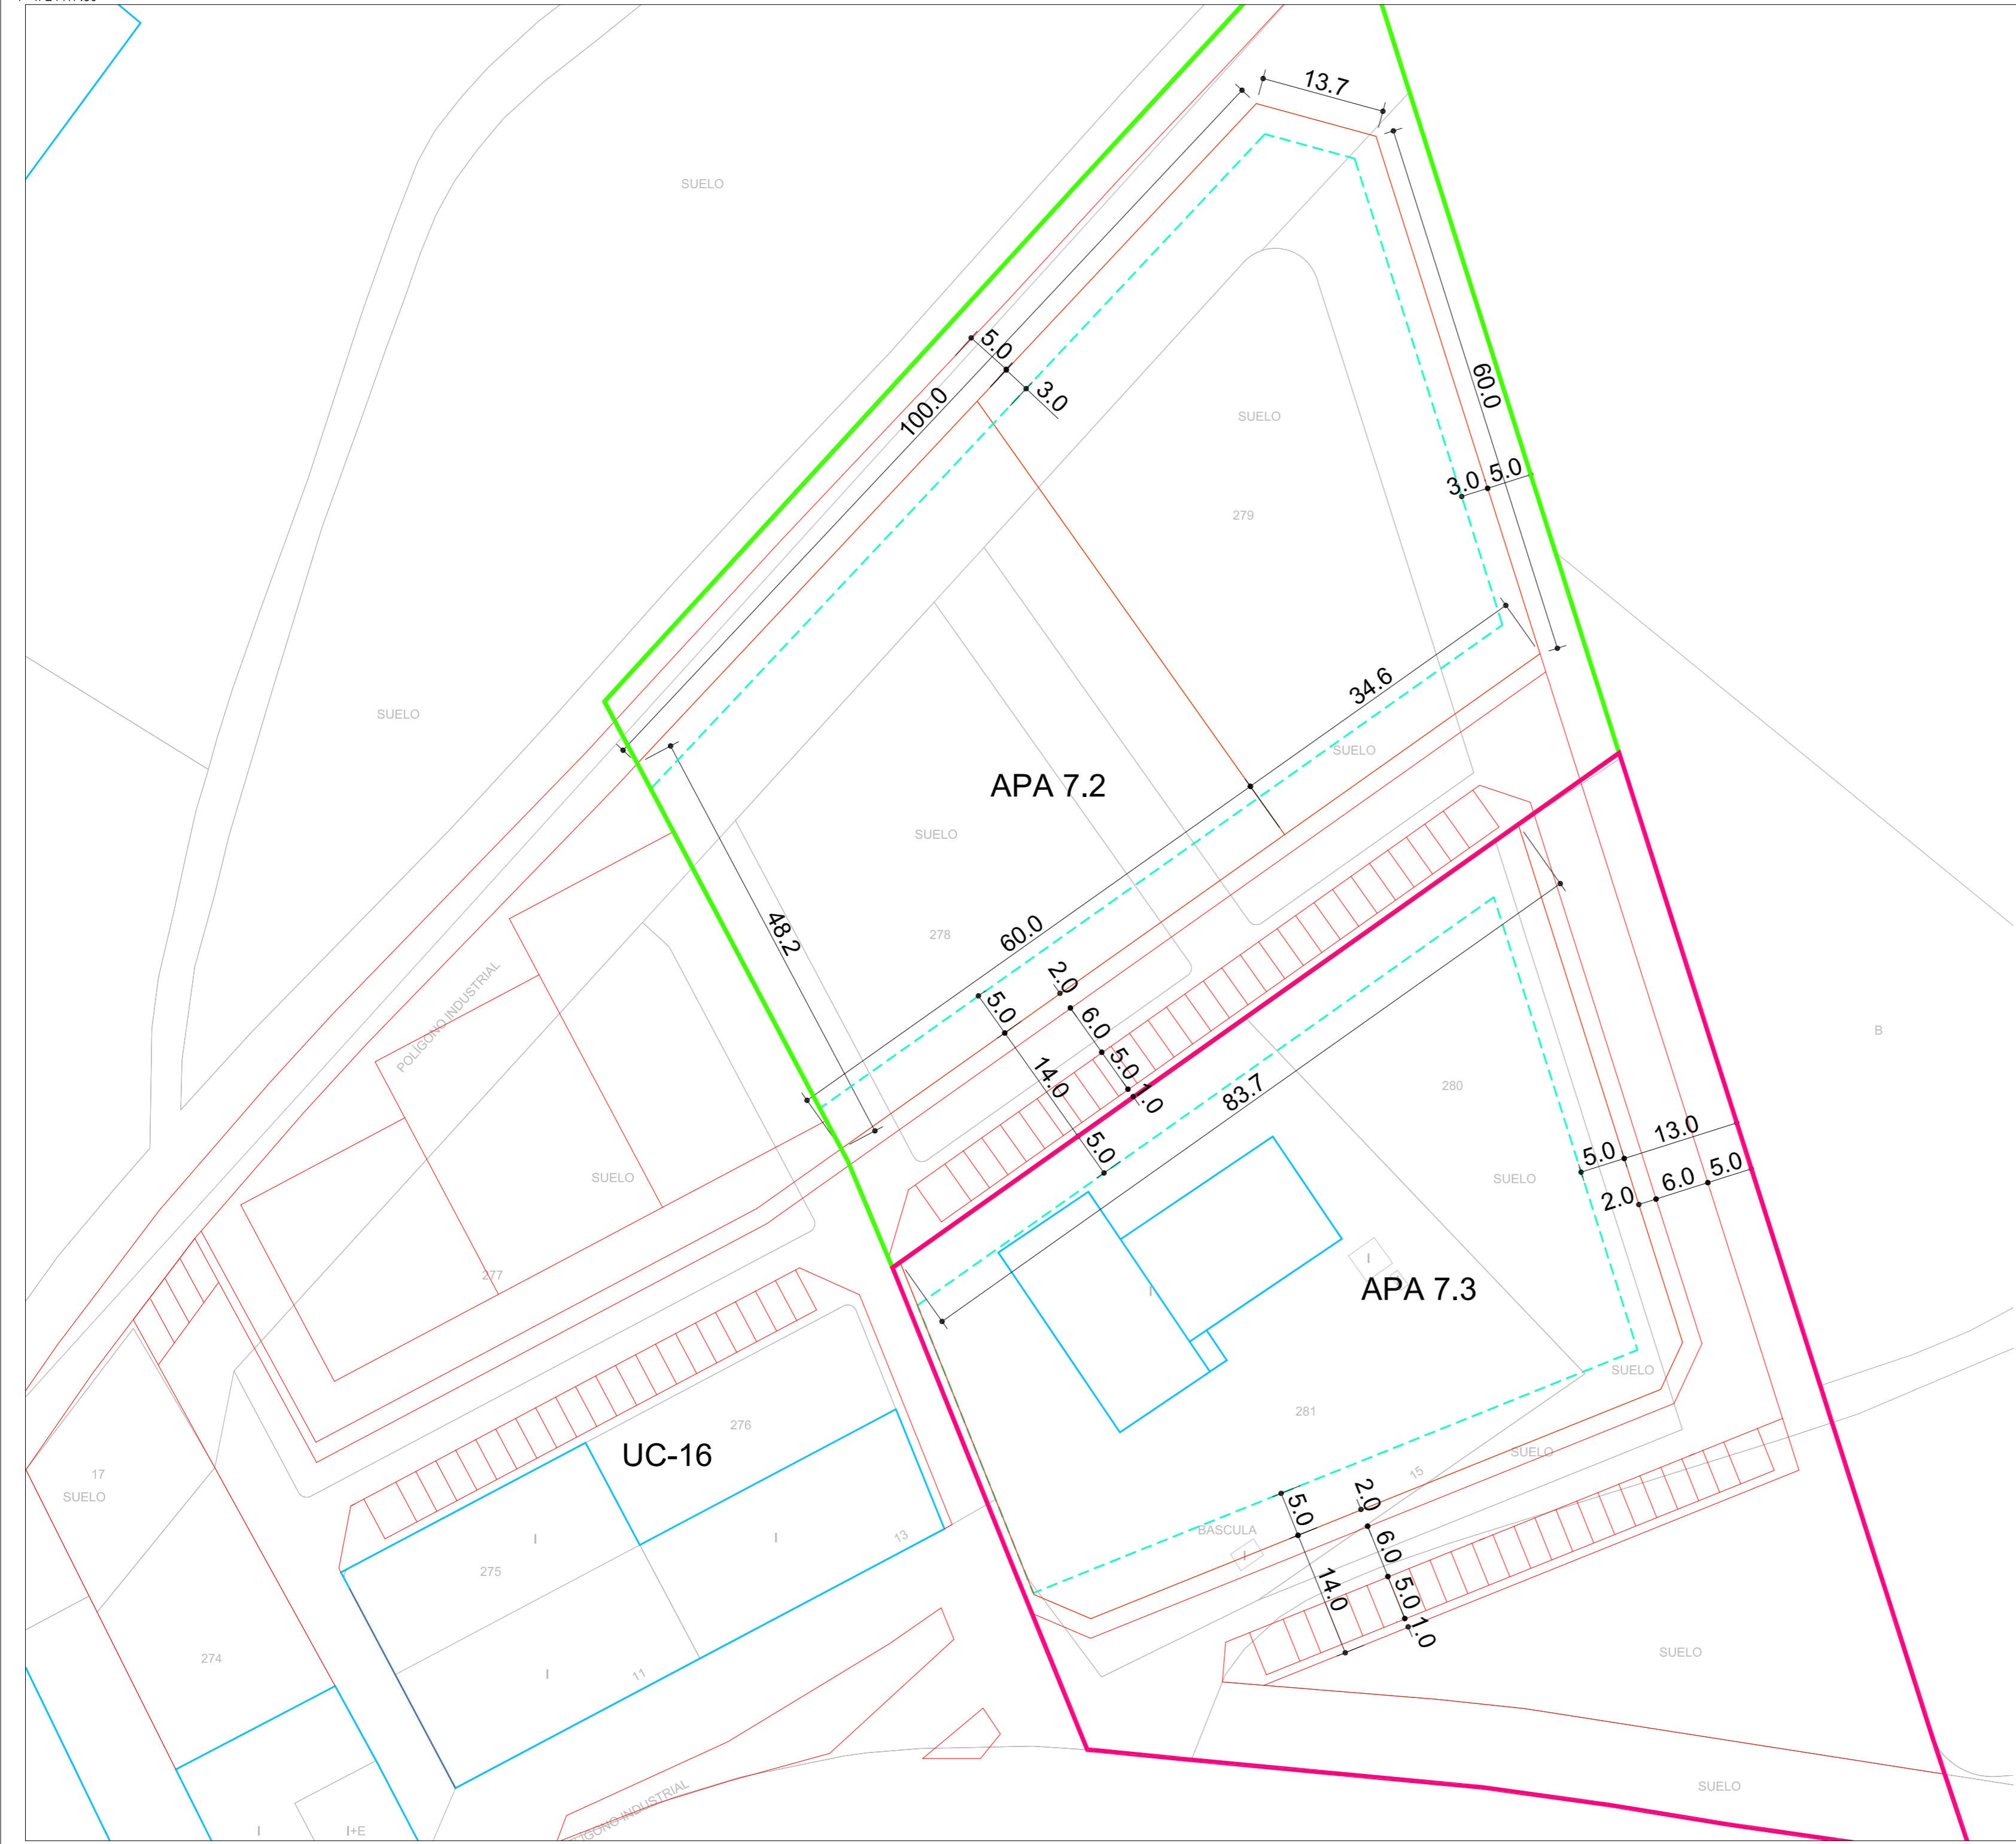 13.7
SUELO
5.0
3.0
100.0
60.0
SUELO
3.0
5.0
279
34.6
SUELO
SUELO
APA 7.2
SUELO
48.2
60.0
278
2.0
5.0
6.0
5.0
1.0
14.0
5.0
83.7
POLÍGONO INDUSTRIAL
B
280
13.0
5.0
6.0
5.0
2.0
SUELO
SUELO
277
I
I
APA 7.3
SUELO
281
276
UC-16
SUELO
15
17
SUELO
5.0
2.0
6.0
5.0
1.0
14.0
BASCULA
I
I
I
13
275
274
I
11
SUELO
SUELO
I
I+E
INDUSTRIAL